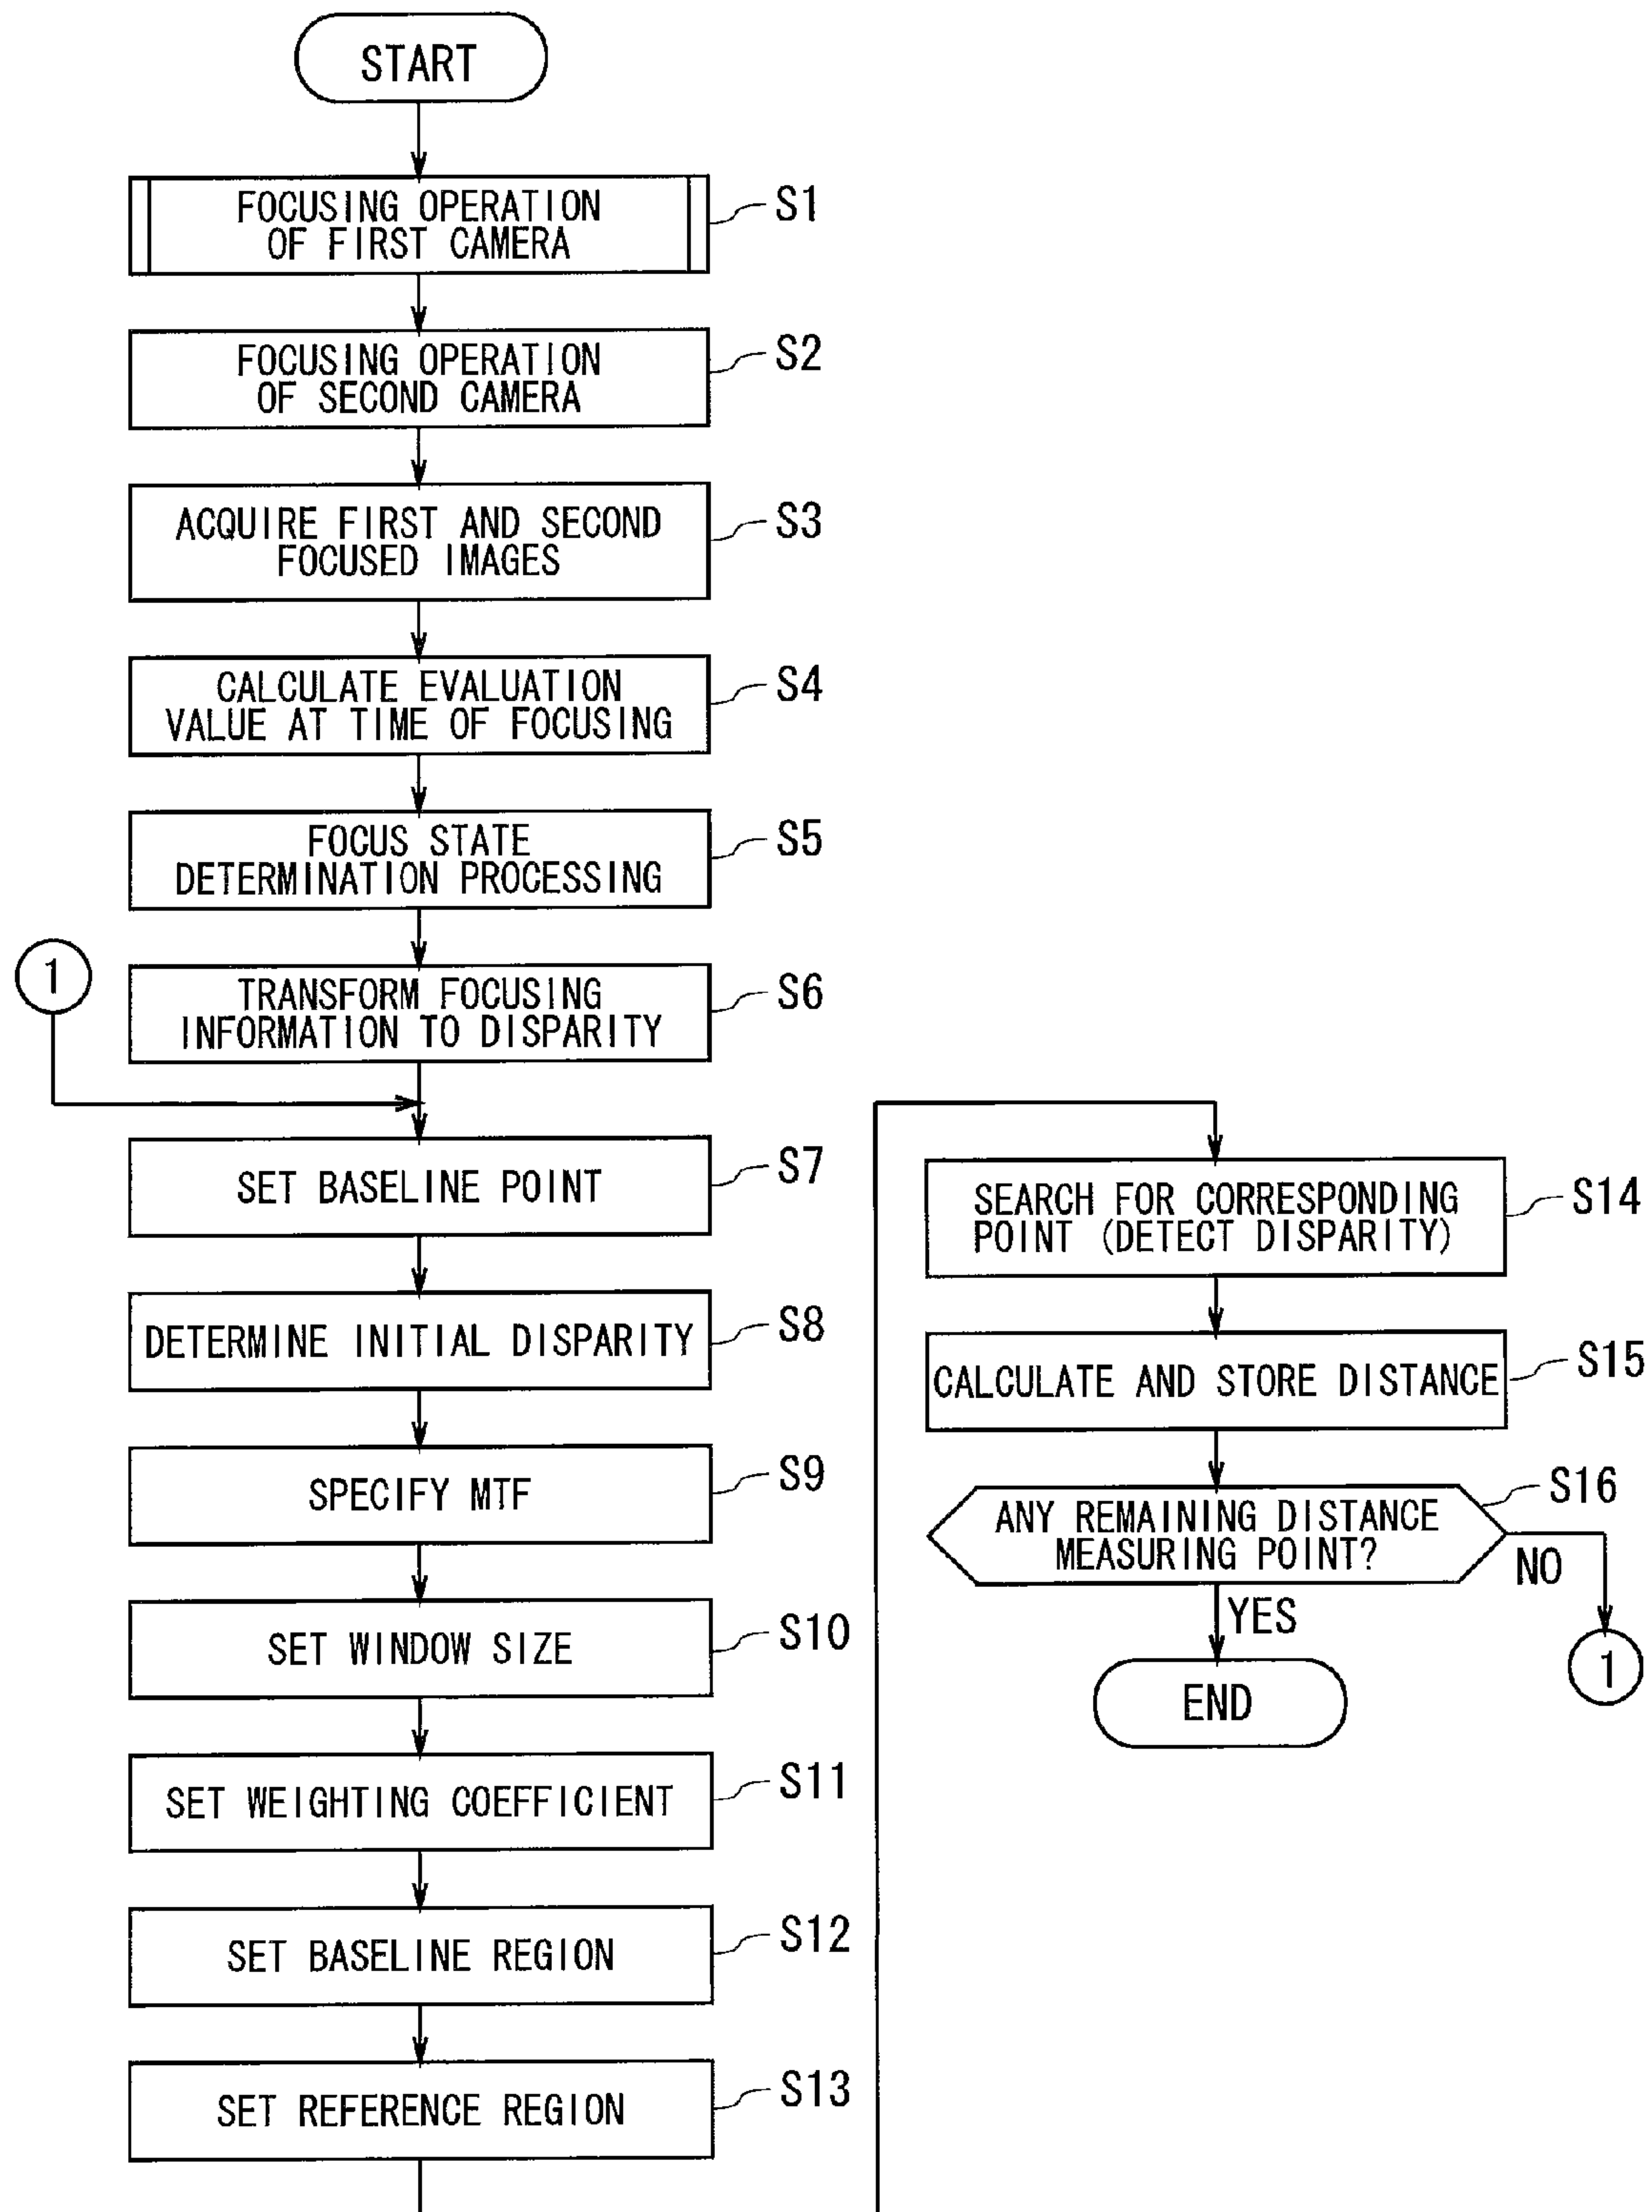 START
FOCUSING OPERATION
OF FIRST CAMERA
S1
FOCUSING OPERATION
OF SECOND CAMERA
S2
ACQUIRE FIRST AND SECOND
FOCUSED IMAGES
S3
CALCULATE EVALUATION
VALUE AT TIME OF FOCUSING
S4
FOCUS STATE
DETERMINATION PROCESSING
S5
1
TRANSFORM FOCUSING
INFORMATION TO DISPARITY
S6
SET BASELINE POINT
S7
DETERMINE INITIAL DISPARITY
S8
SPECIFY MTF
S9
SET WINDOW SIZE
S10
SET WEIGHTING COEFFICIENT
S11
SET BASELINE REGION
S12
SET REFERENCE REGION
S13
SEARCH FOR CORRESPONDING
POINT (DETECT DISPARITY)
S14
CALCULATE AND STORE DISTANCE
S15
ANY REMAINING DISTANCE
MEASURING POINT?
S16
NO
YES
1
END